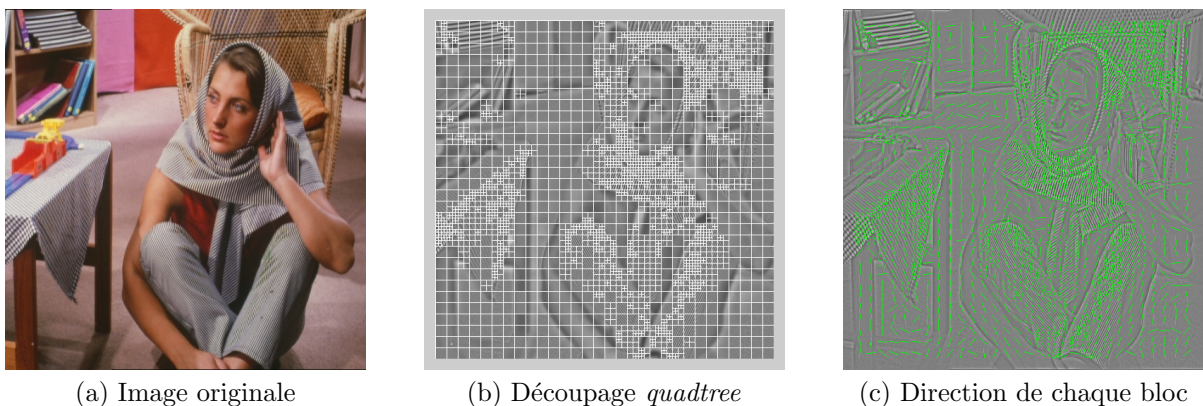 (a) Image originale
(b) Découpage quadtree
(c) Direction de chaque bloc